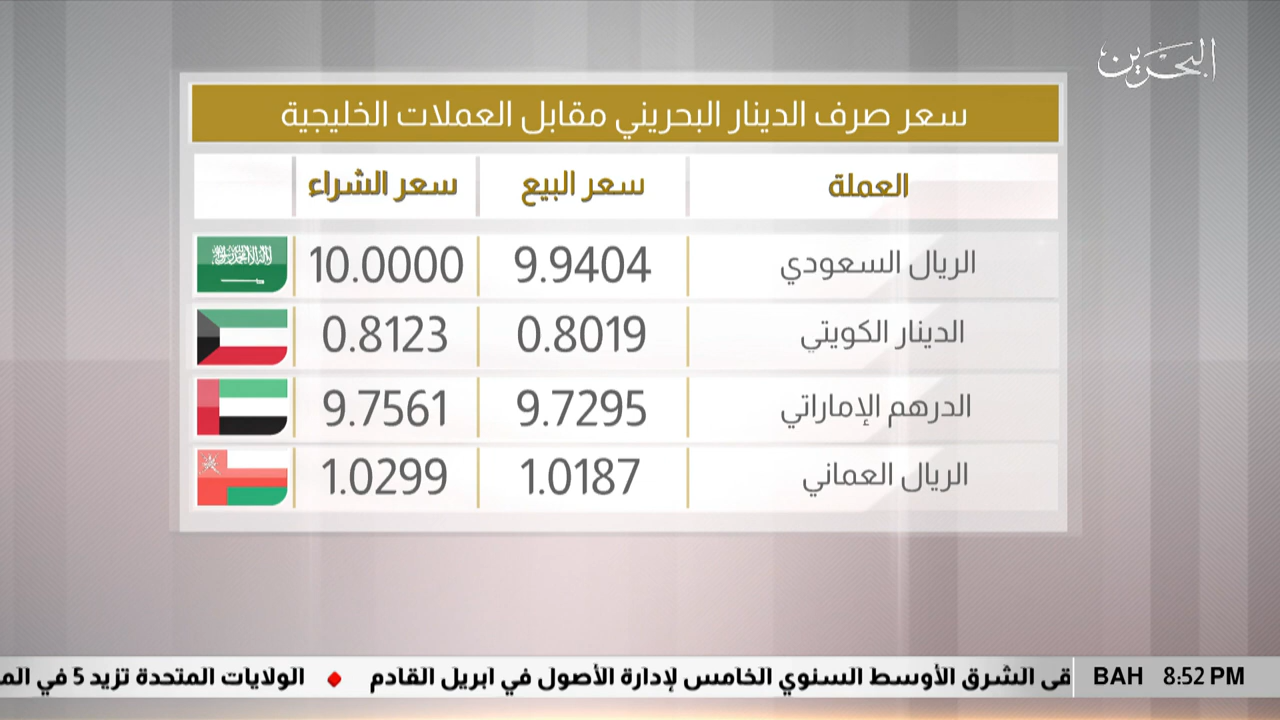 البحرين
سعر صرف الدينار البحريني مقابل العملات الخليجية
العملة سعر البيع سعر الشراء
الريال السعودي 9.9404 10.0000
الدينار الكويتي 0.8019 0.8123
الدرهم الإماراتي 9.7295 9.7561
الريال العماني 1.0187 1.0299
BAH 8:52 PM
قى الشرق الأوسط السنوي الخامس لإدارة الأصول في ابريل القادم
الولايات المتحدة تزيد 5 في الم